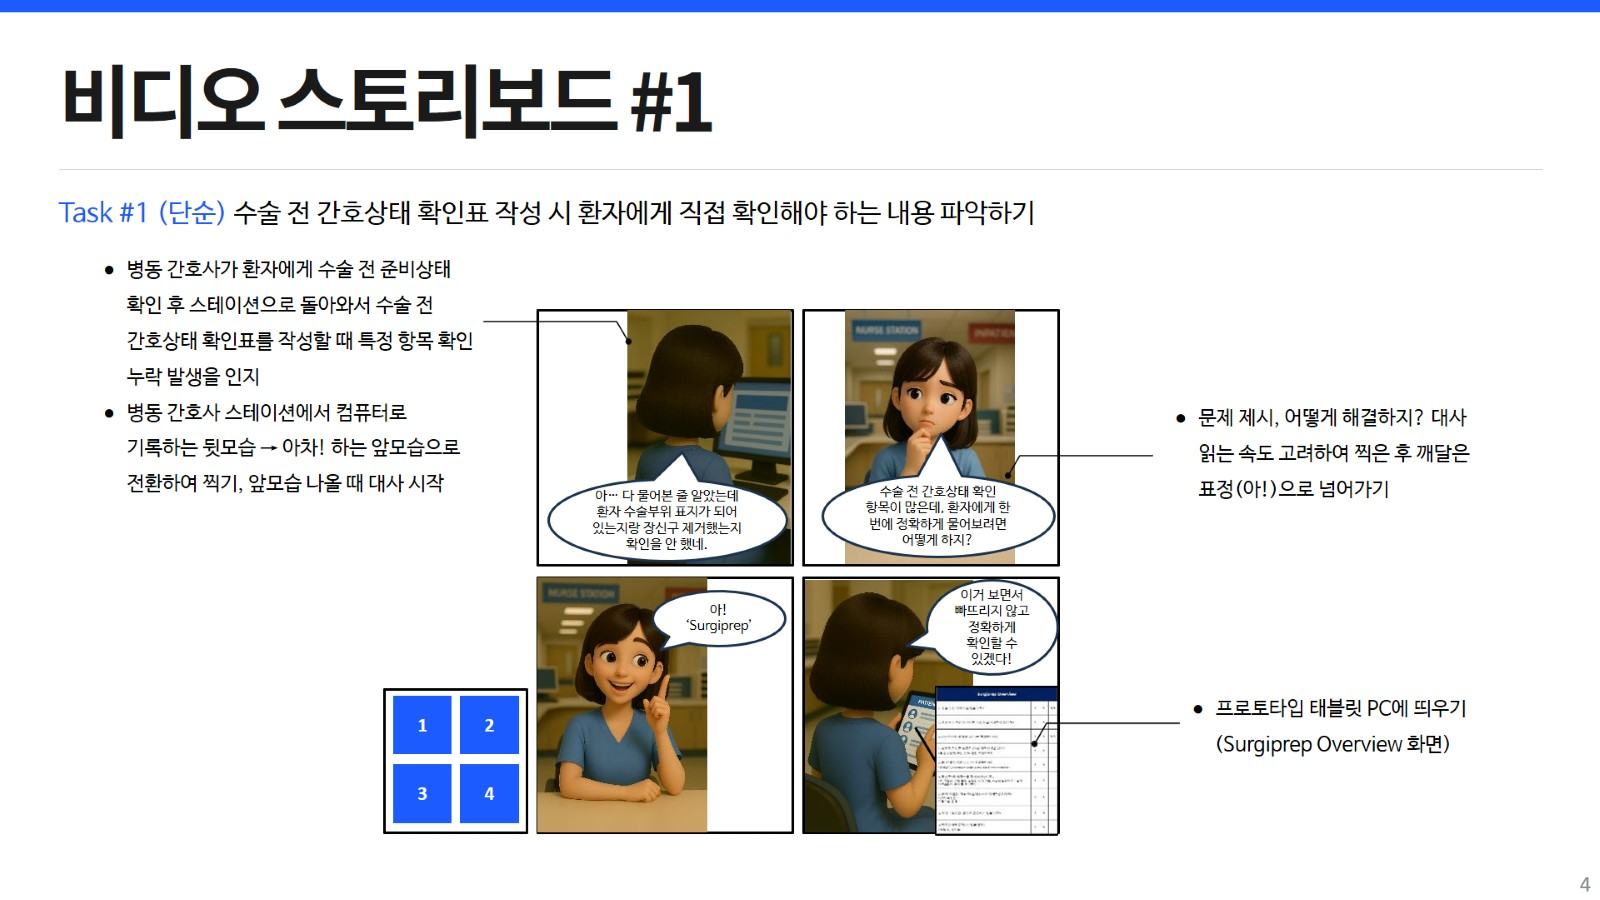 비디오 스토리보드 #1
Task #1 (단순) 수술 전 간호상태 확인표 작성 시 환자에게 직접 확인해야 하는 내용 파악하기
● 병동 간호사가 환자에게 수술 전 준비상태
확인 후 스테이션으로 돌아와서 수술 전
간호상태 확인표를 작성할 때 특정 항목 확인
누락 발생을 인지
● 병동 간호사 스테이션에서 컴퓨터로
기록하는 뒷모습 → 아차! 하는 앞모습으로
전환하여 찍기, 앞모습 나올 때 대사 시작
아… 다 물어본 줄 알았는데
환자 수술부위 표지가 되어
있는지랑 장신구 제거했는지
확인을 안 했네.
NURSE STATION
INPATIEN
수술 전 간호상태 확인
항목이 많은데, 환자에게 한
번에 정확하게 물어보려면
어떻게 하지?
● 문제 제시, 어떻게 해결하지? 대사
읽는 속도 고려하여 찍은 후 깨달은
표정(아!)으로 넘어가기
NURSE STATION
아!
‘Surgiprep’
이거 보면서
빠뜨리지 않고
정확하게
확인할 수
있겠다!
PATIEN
Surgiprep Overview
● 프로토타입 태블릿 PC에 띄우기
(Surgiprep Overview 화면)
1 2
3 4
4